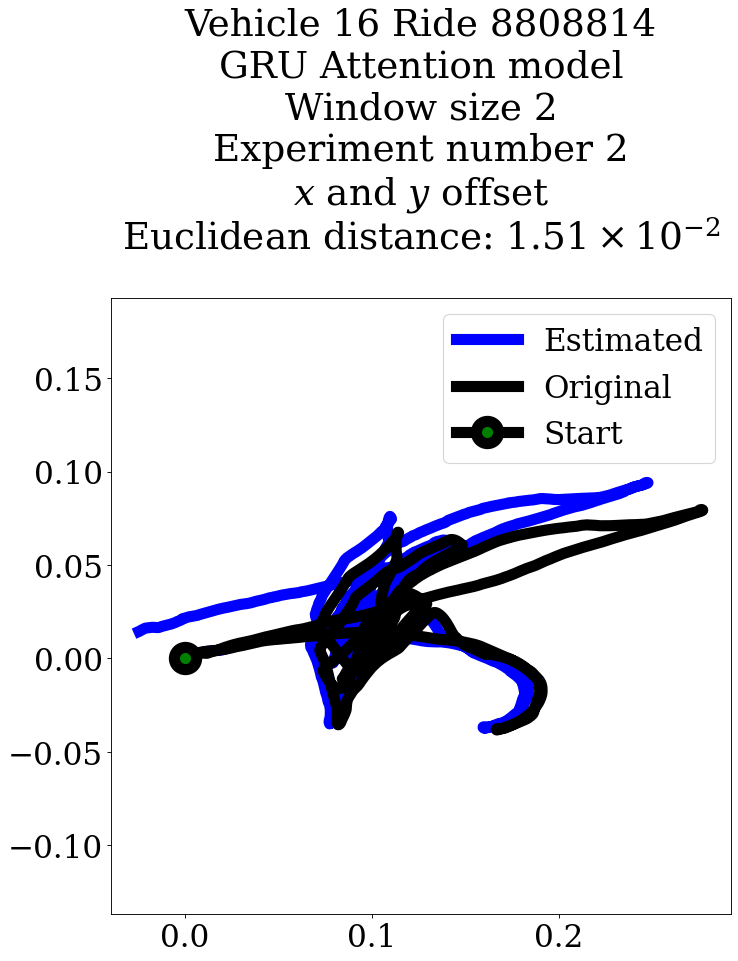 Vehicle 16 Ride 8808814
GRU Attention model
Window size 2
Experiment number 2
x and y offset
Euclidean distance: 1.51 × 10⁻²
Estimated
Original
Start
0.15
0.10
0.05
0.00
−0.05
−0.10
0.0 0.1 0.2